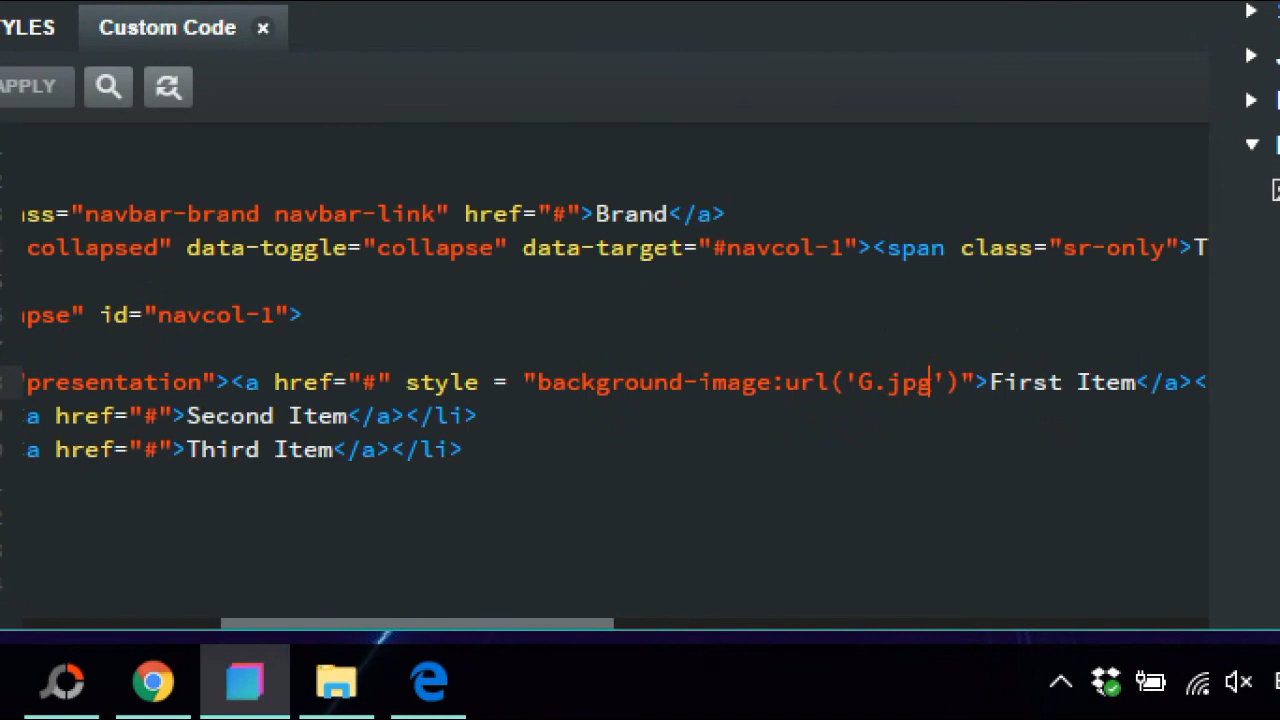 TYLES Custom Code ×
APPLY
ss="navbar-brand navbar-link" href="#">Brand</a>
collapsed" data-toggle="collapse" data-target="#navcol-1"><span class="sr-only">T
pse" id="navcol-1">
"presentation"><a href="#" style = "background-image:url('G.jpg')">First Item</a><
a href="#">Second Item</a></li>
a href="#">Third Item</a></li>